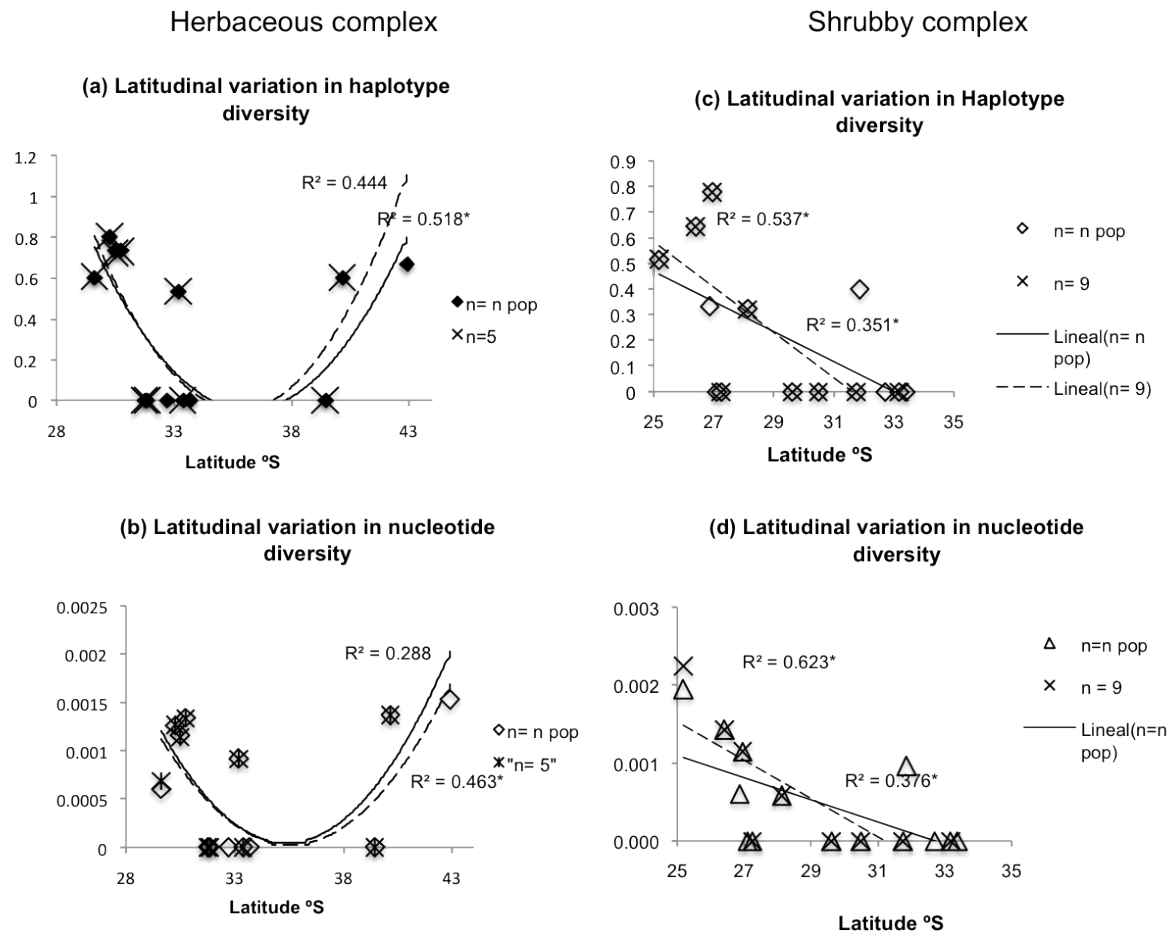 Herbaceous complex
Shrubby complex
(a) Latitudinal variation in haplotype
diversity
1.2
1
0.8
0.6
0.4
0.2
0
28
33
38
43
R² = 0.444
R² = 0.518*
n= n pop
n=5
Latitude ºS
(c) Latitudinal variation in Haplotype
diversity
0.9
0.8
0.7
0.6
0.5
0.4
0.3
0.2
0.1
0
25
27
29
31
33
35
R² = 0.537*
R² = 0.351*
n= n pop
n= 9
Lineal(n= n
pop)
Lineal(n= 9)
Latitude ºS
(b) Latitudinal variation in nucleotide
diversity
0.0025
0.002
0.0015
0.001
0.0005
0
28
33
38
43
R² = 0.288
R² = 0.463*
n= n pop
"n= 5"
Latitude ºS
(d) Latitudinal variation in nucleotide
diversity
0.003
0.002
0.001
0.000
25
27
29
31
33
35
R² = 0.623*
R² = 0.376*
n=n pop
n = 9
Lineal(n=n
pop)
Latitude ºS